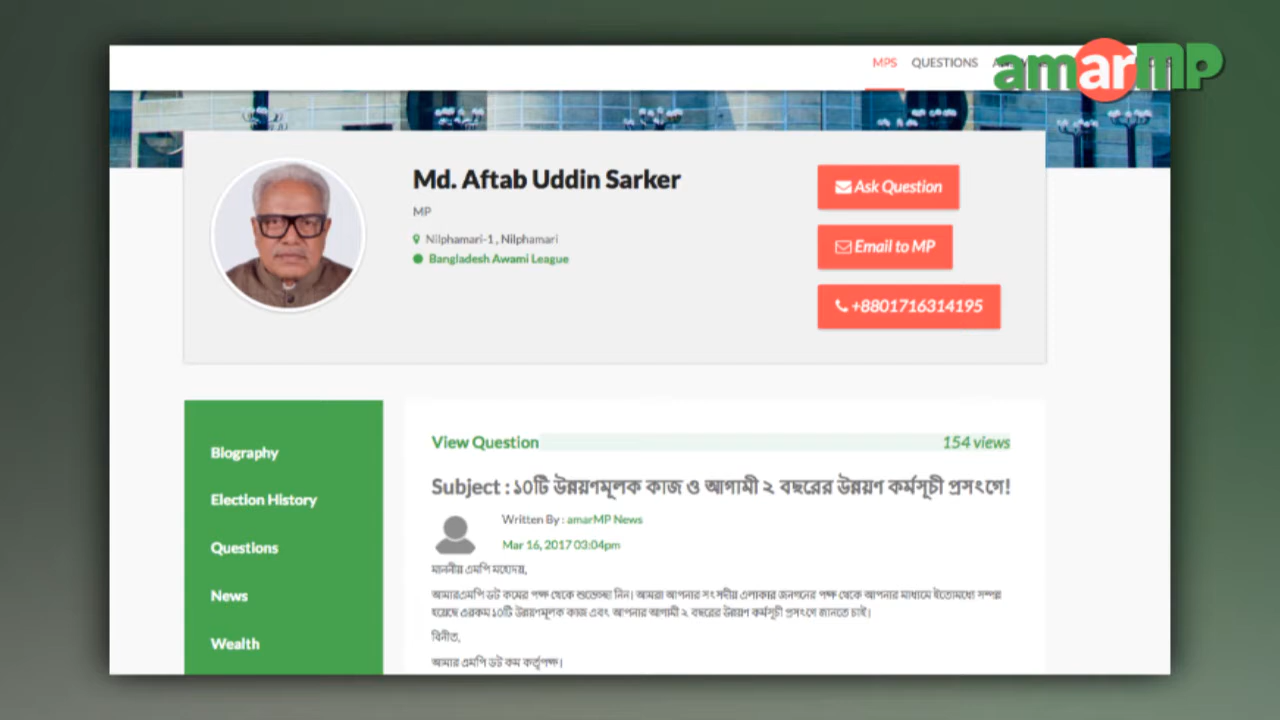 MPS QUESTIONS
amarMP
Md. Aftab Uddin Sarker
MP
Nilphamari-1 , Nilphamari
Bangladesh Awami League
Ask Question
Email to MP
+8801716314195
Biography
Election History
Questions
News
Wealth
View Question 154 views
Subject : ১০টি উন্নয়ণমূলক কাজ ও আগামী ২ বছরের উন্নয়ণ কর্মসূচী প্রসংগে!
Written By : amarMP News
Mar 16, 2017 03:04pm
মাননীয় এমপি মহোদয়,
আমারএমপি ডট কমের পক্ষ থেকে শুভেচ্ছা নিন। আমরা আপনার সংসদীয় এলাকার জনগনের পক্ষ থেকে আপনার মাধ্যমে ইতোমধ্যে সম্পন্ন
হয়েছে এরকম ১০টি উন্নয়ণমূলক কাজ এবং আপনার আগামী ২ বছরের উন্নয়ণ কর্মসূচী প্রসংগে জানতে চাই।
বিনীত,
আমার এমপি ডট কম কর্তৃপক্ষ।